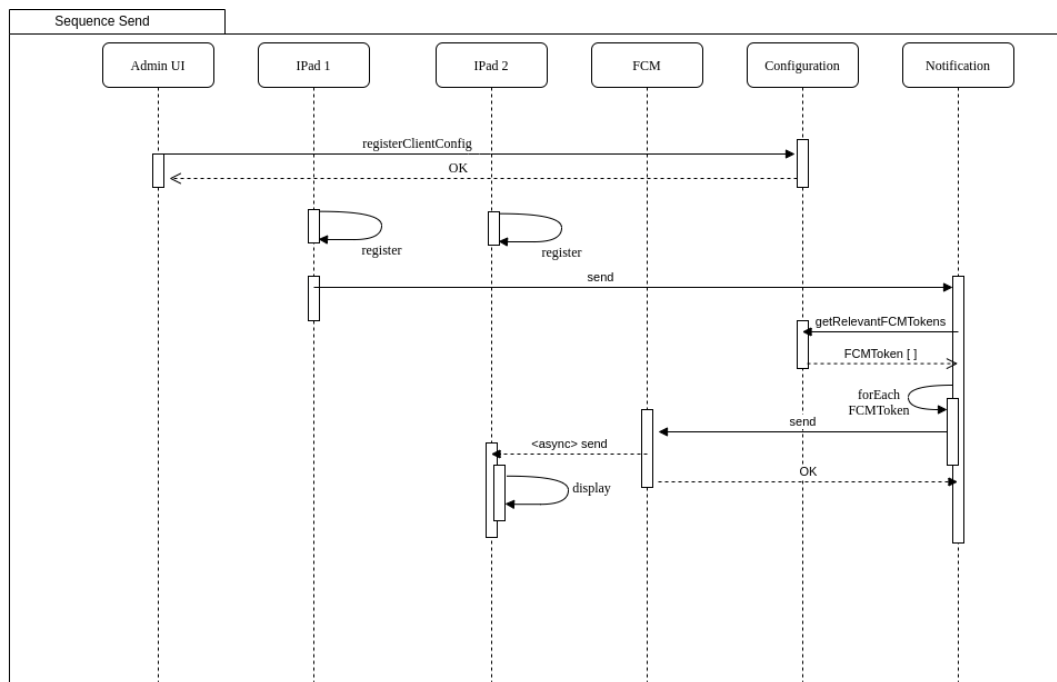 Sequence Send
Admin UI
IPad 1
IPad 2
FCM
Configuration
Notification
registerClientConfig
OK
register
register
send
getRelevantFCMTokens
FCMToken [ ]
forEach
FCMToken
send
<async> send
OK
display